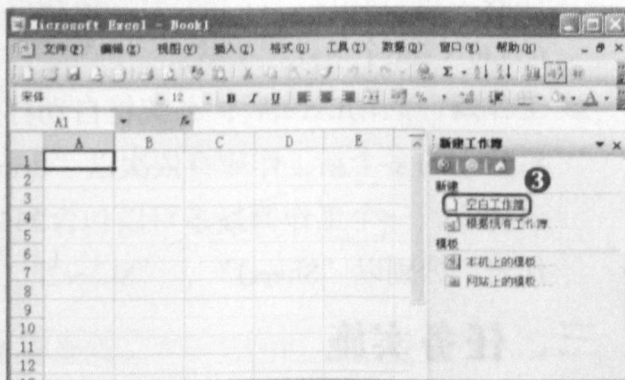 Microsoft Excel - Book1
文件(F) 编辑(E) 视图(V) 插入(I) 格式(O) 工具(T) 数据(D) 窗口(W) 帮助(H)
宋体 12 B I U
A1 fx
A B C D E
1
2
3
4
5
6
7
8
9
10
11
12
新建工作簿
3
新建
空白工作簿
根据现有工作簿...
模板
本机上的模板...
网站上的模板...